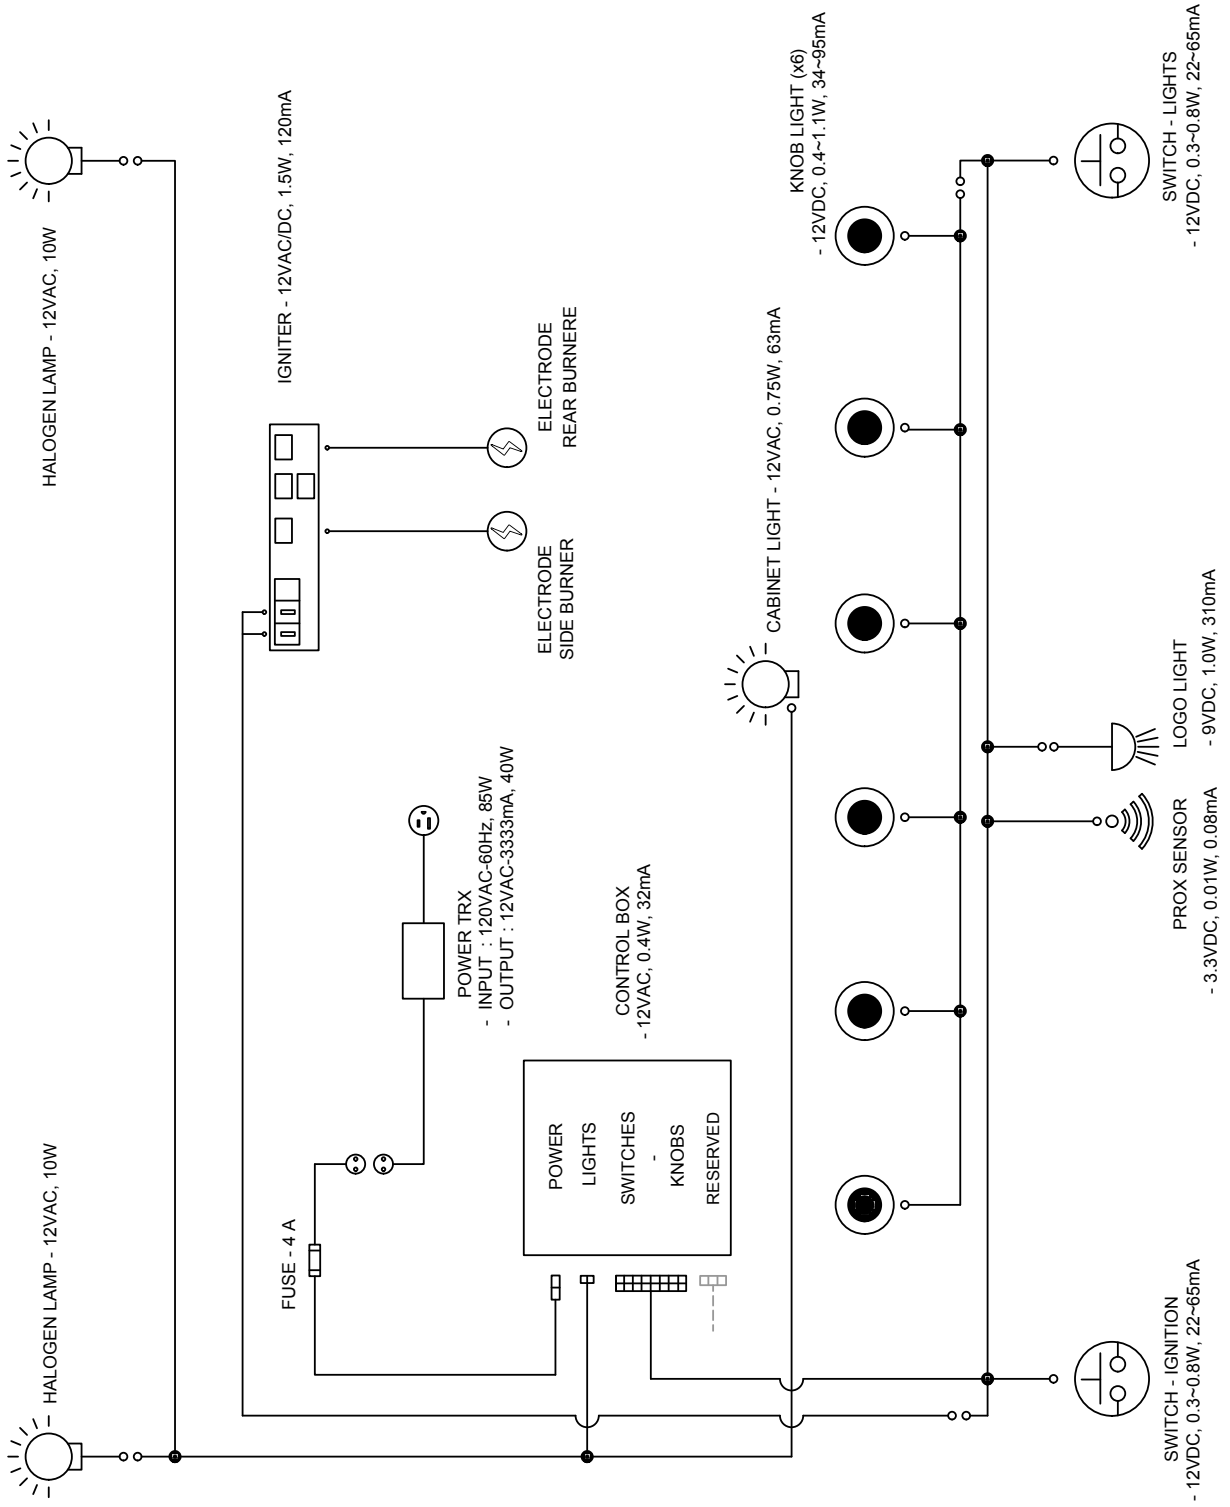 HALOGEN LAMP - 12VAC, 10W
HALOGEN LAMP - 12VAC, 10W
IGNITER - 12VAC/DC, 1.5W, 120mA
FUSE - 4 A
POWER TRX
- INPUT : 120VAC-60Hz, 85W
- OUTPUT : 12VAC-3333mA, 40W
ELECTRODE
SIDE BURNER
ELECTRODE
REAR BURNERE
CONTROL BOX
- 12VAC, 0.4W, 32mA
POWER
LIGHTS
SWITCHES
-
KNOBS
RESERVED
CABINET LIGHT - 12VAC, 0.75W, 63mA
KNOB LIGHT (x6)
- 12VDC, 0.4~1.1W, 34~95mA
SWITCH - IGNITION
- 12VDC, 0.3~0.8W, 22~65mA
PROX SENSOR
- 3.3VDC, 0.01W, 0.08mA
LOGO LIGHT
- 9VDC, 1.0W, 310mA
SWITCH - LIGHTS
- 12VDC, 0.3~0.8W, 22~65mA